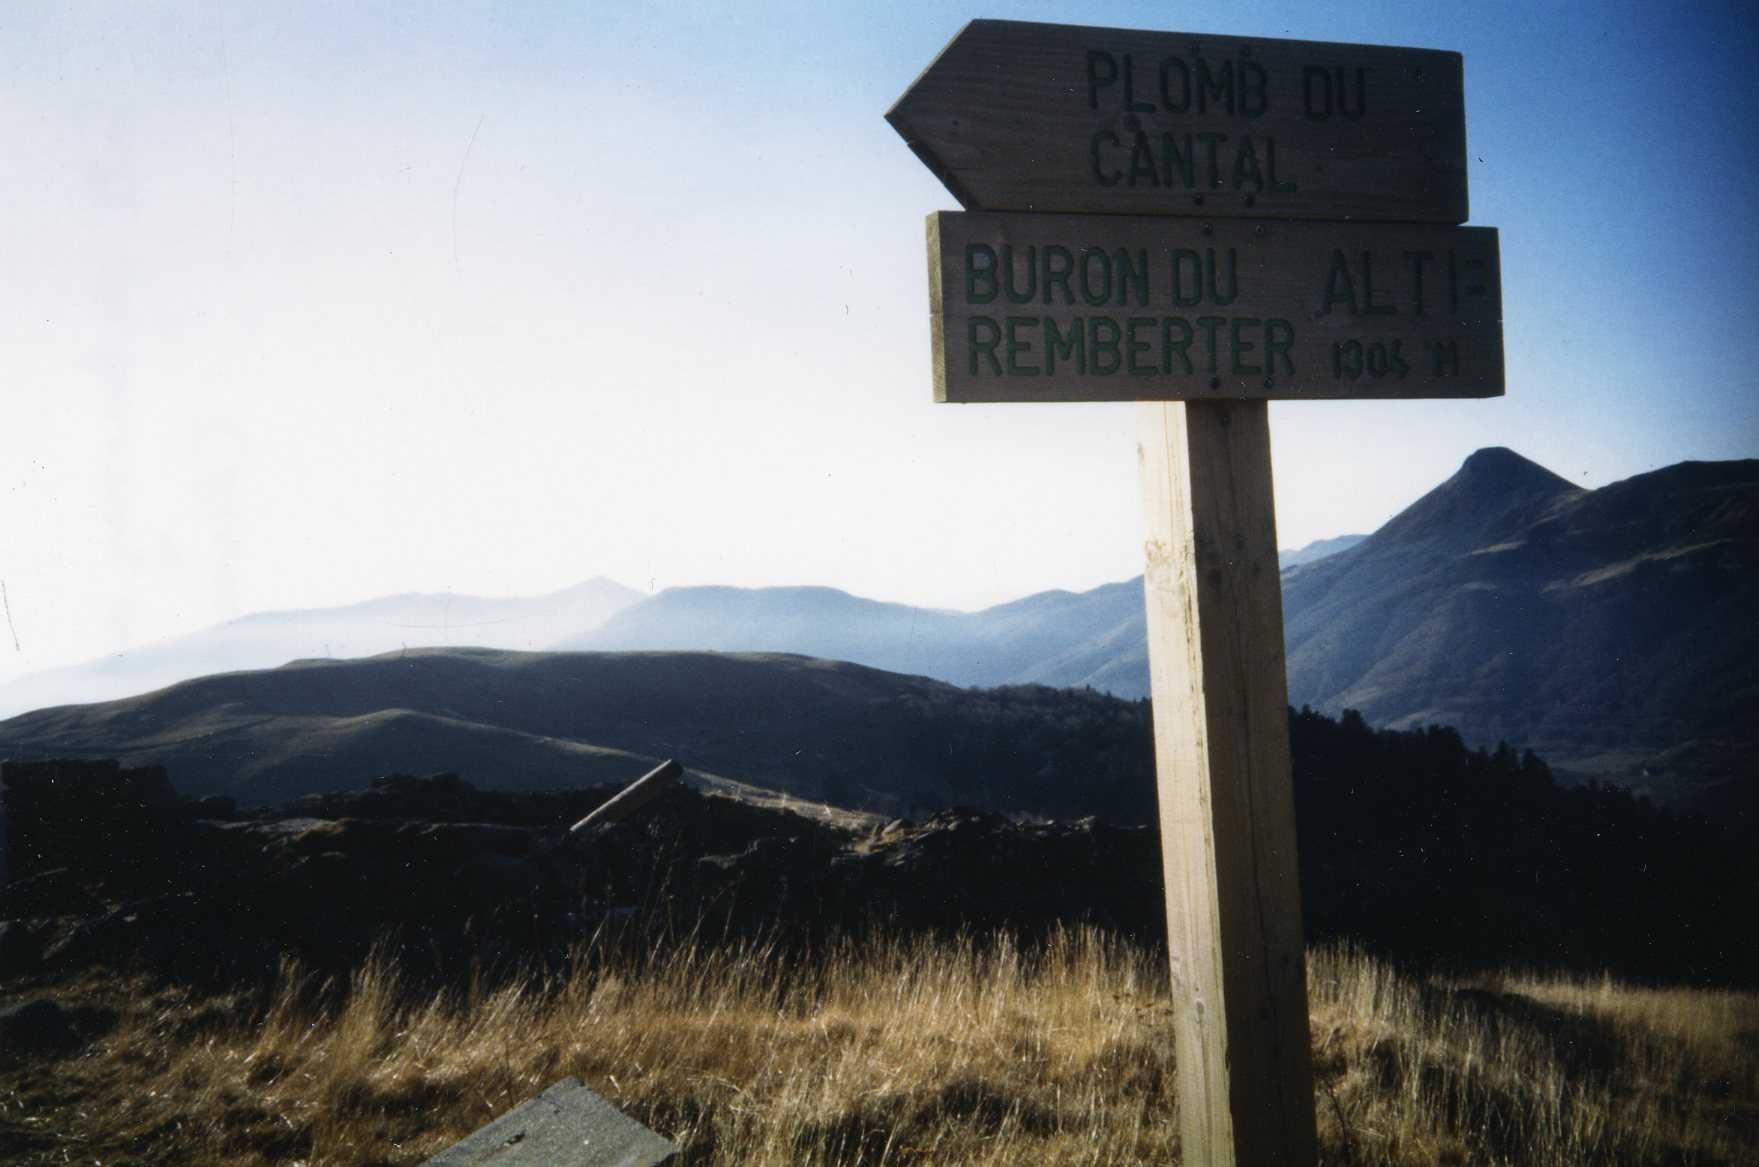 PLOMB DU
CANTAL
BURON DU ALTI=
REMBERTER 1304 M